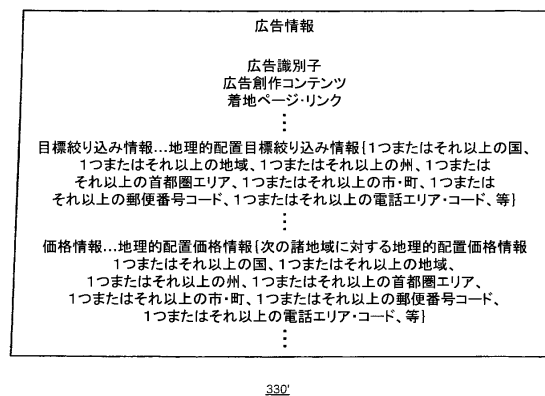 広告情報
広告識別子
広告創作コンテンツ
着地ページ・リンク
⋮
目標絞り込み情報...地理的配置目標絞り込み情報{1つまたはそれ以上の国、
1つまたはそれ以上の地域、1つまたはそれ以上の州、1つまたは
それ以上の首都圏エリア、1つまたはそれ以上の市・町、1つまたは
それ以上の郵便番号コード、1つまたはそれ以上の電話エリア・コード、等}
⋮
価格情報...地理的配置価格情報{次の諸地域に対する地理的配置価格情報
1つまたはそれ以上の国、1つまたはそれ以上の地域、
1つまたはそれ以上の州、1つまたはそれ以上の首都圏エリア、
1つまたはそれ以上の市・町、1つまたはそれ以上の郵便番号コード、
1つまたはそれ以上の電話エリア・コード、等}
⋮
330'